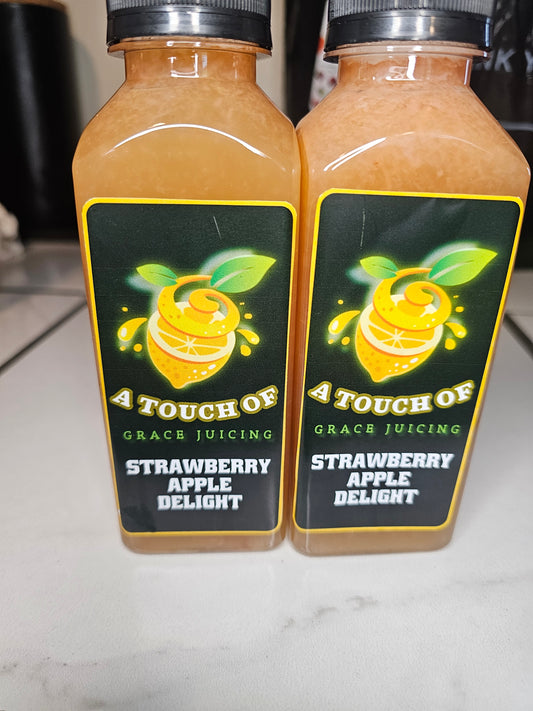 A TOUCH OF
GRACE JUICING
STRAWBERRY
APPLE
DELIGHT
A TOUCH OF
GRACE JUICING
STRAWBERRY
APPLE
DELIGHT